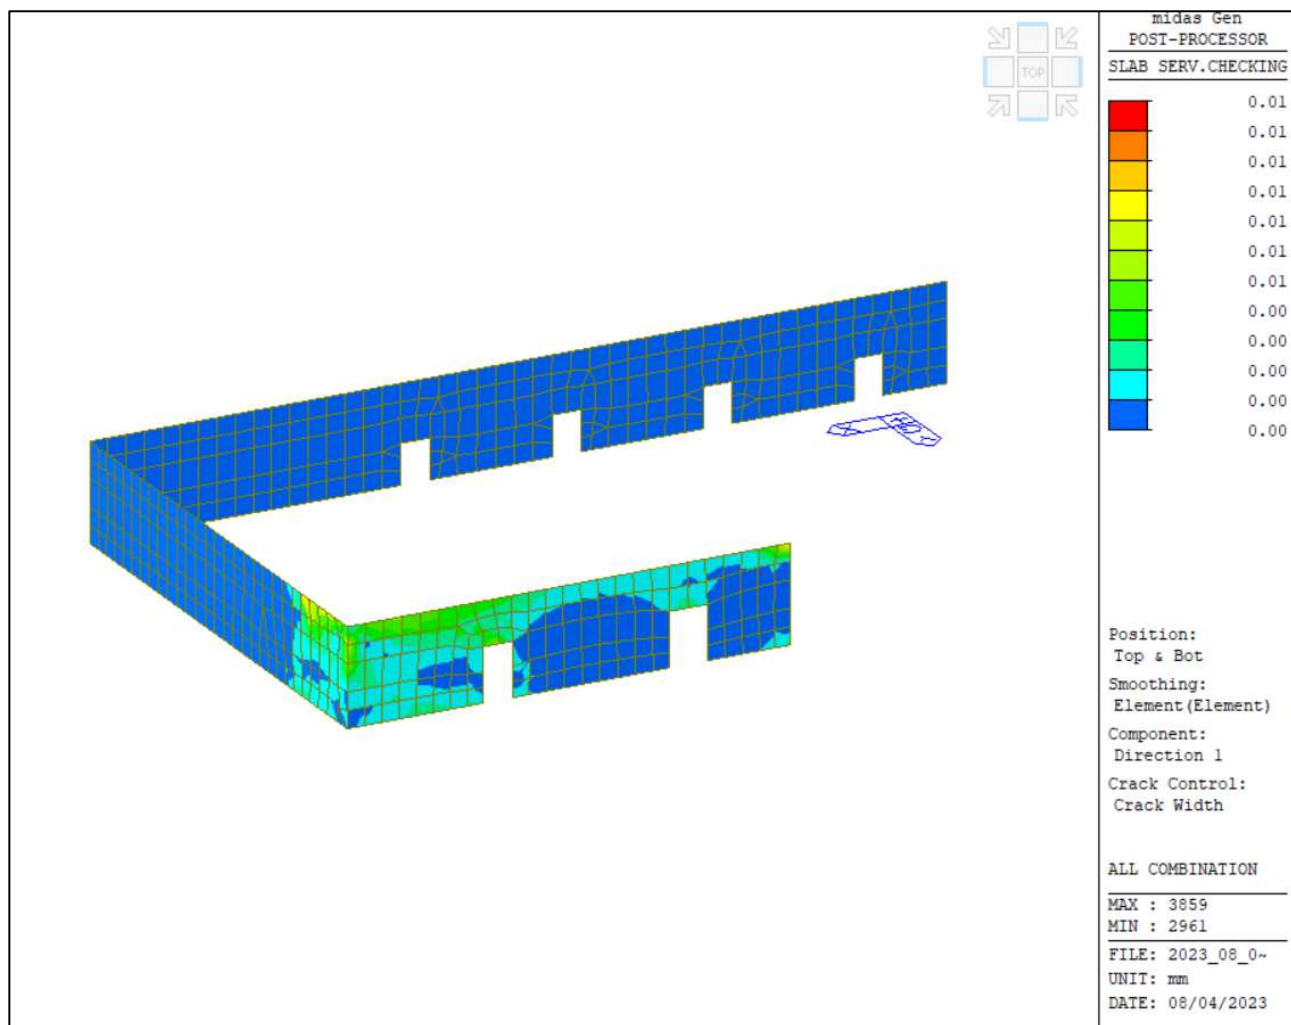 midas Gen
POST-PROCESSOR
SLAB SERV.CHECKING
TOP
0.01
0.01
0.01
0.01
0.01
0.01
0.01
0.00
0.00
0.00
0.00
0.00
Position:
Top & Bot
Smoothing:
Element(Element)
Component:
Direction 1
Crack Control:
Crack Width
ALL COMBINATION
MAX : 3859
MIN : 2961
FILE: 2023_08_0~
UNIT: mm
DATE: 08/04/2023